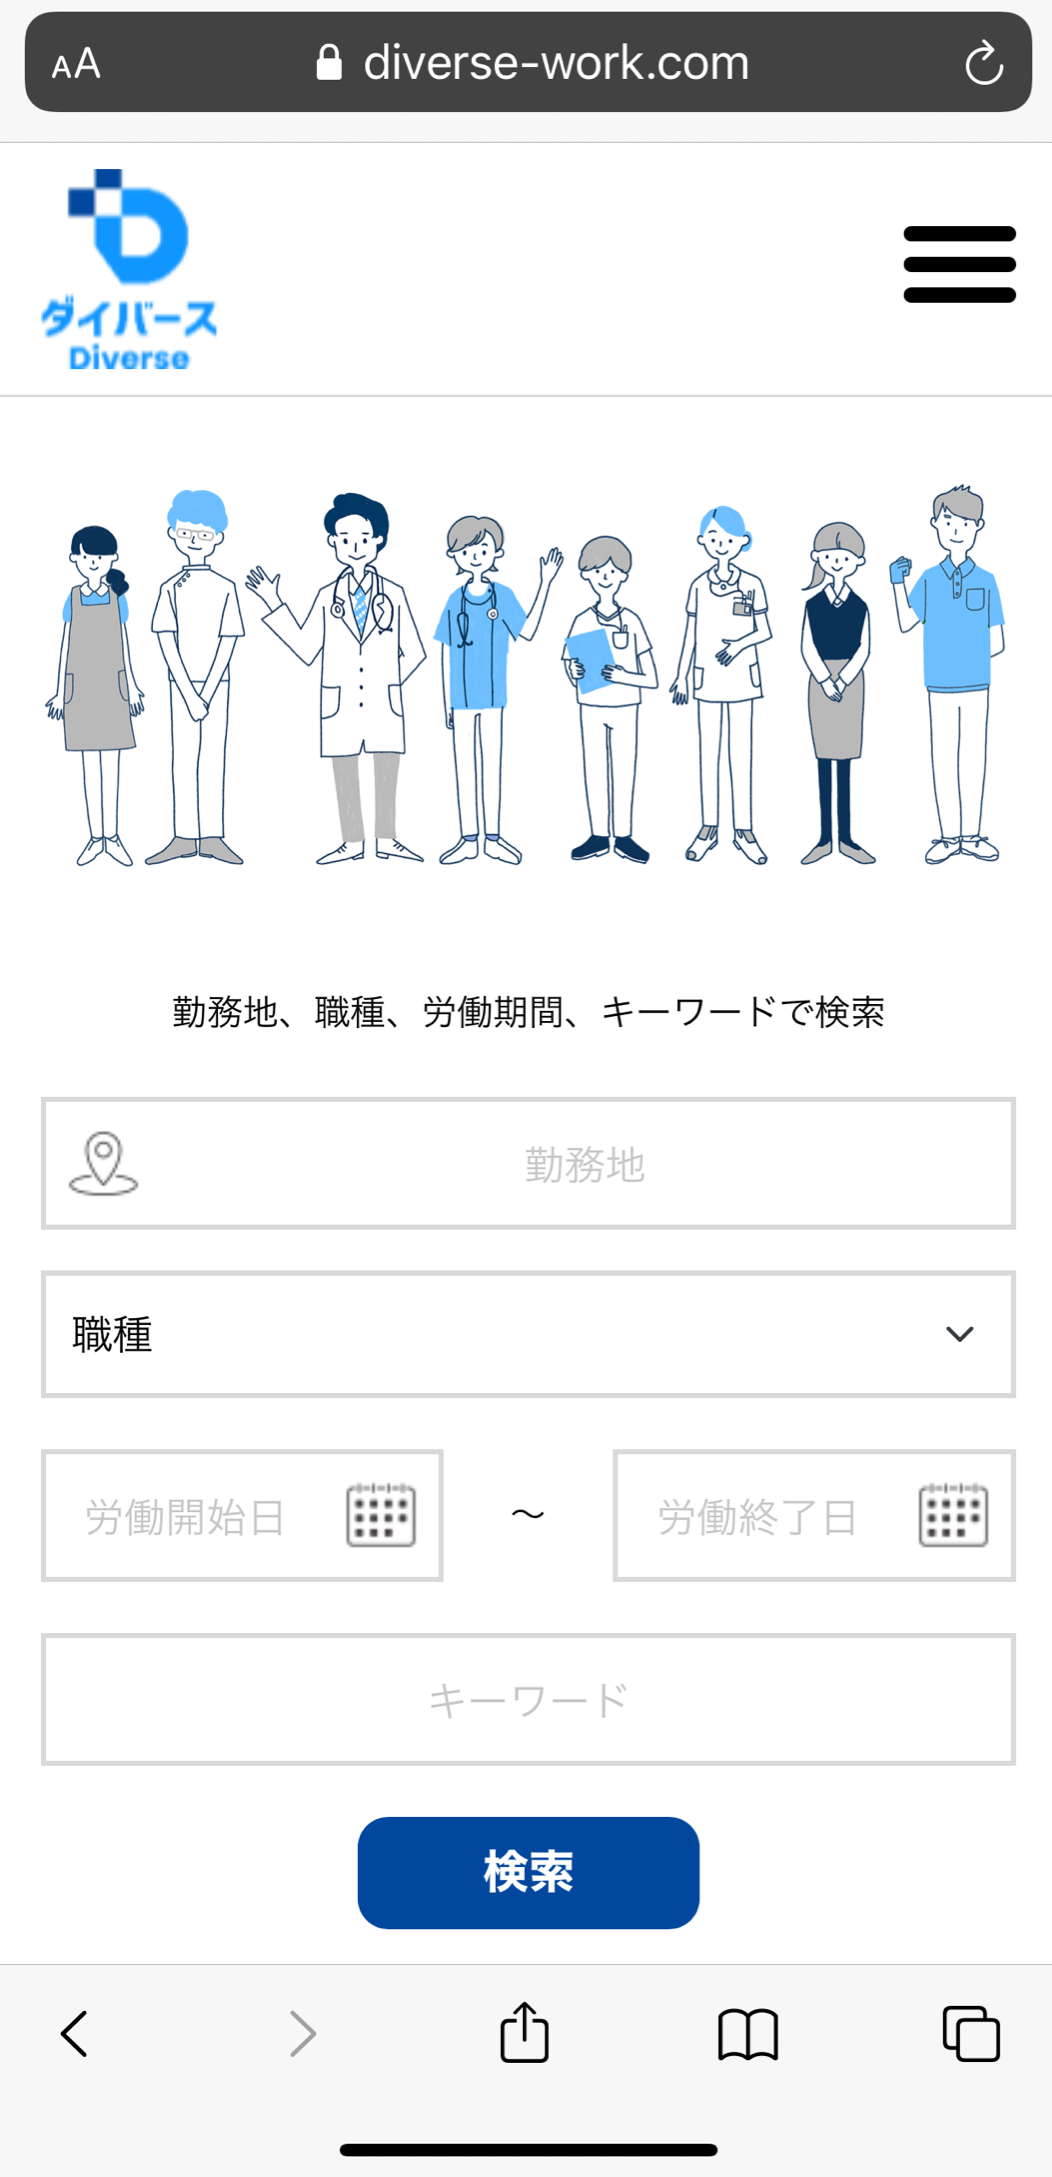 AA
diverse-work.com
ダイバース
Diverse
勤務地、職種、労働期間、キーワードで検索
勤務地
職種
労働開始日 ～ 労働終了日
キーワード
検索